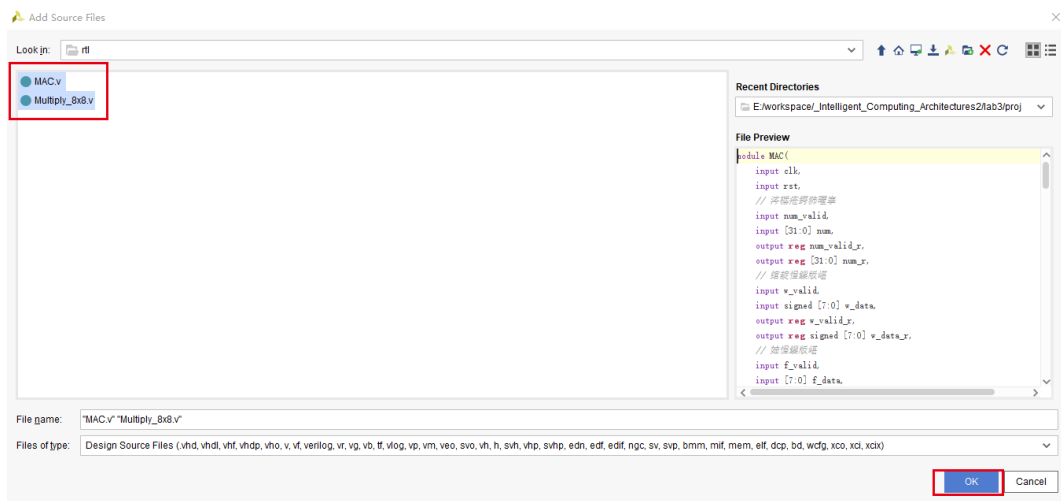 Add Source Files
Look in: rtl
MAC.v
Multiply_8x8.v
Recent Directories
E:/workspace/_Intelligent_Computing_Architectures2/lab3/proj
File Preview
module MAC(
input clk,
input rst,
//
input num_valid,
input [31:0] num,
output reg num_valid_r,
output reg [31:0] num_r,
//
input w_valid,
input signed [7:0] w_data,
output reg w_valid_r,
output reg signed [7:0] w_data_r,
//
input f_valid,
input [7:0] f_data,
File name: "MAC.v" "Multiply_8x8.v"
Files of type: Design Source Files (.vhd, vhdl, vhf, vhdp, vho, v, vf, verilog, vr, vg, vb, tf, vlog, vp, vm, veo, svo, vh, h, svh, vhp, svhp, edn, edf, edif, ngc, sv, svp, bmm, mif, mem, elf, dcp, bd, wcfg, xco, xci, xcix)
OK Cancel